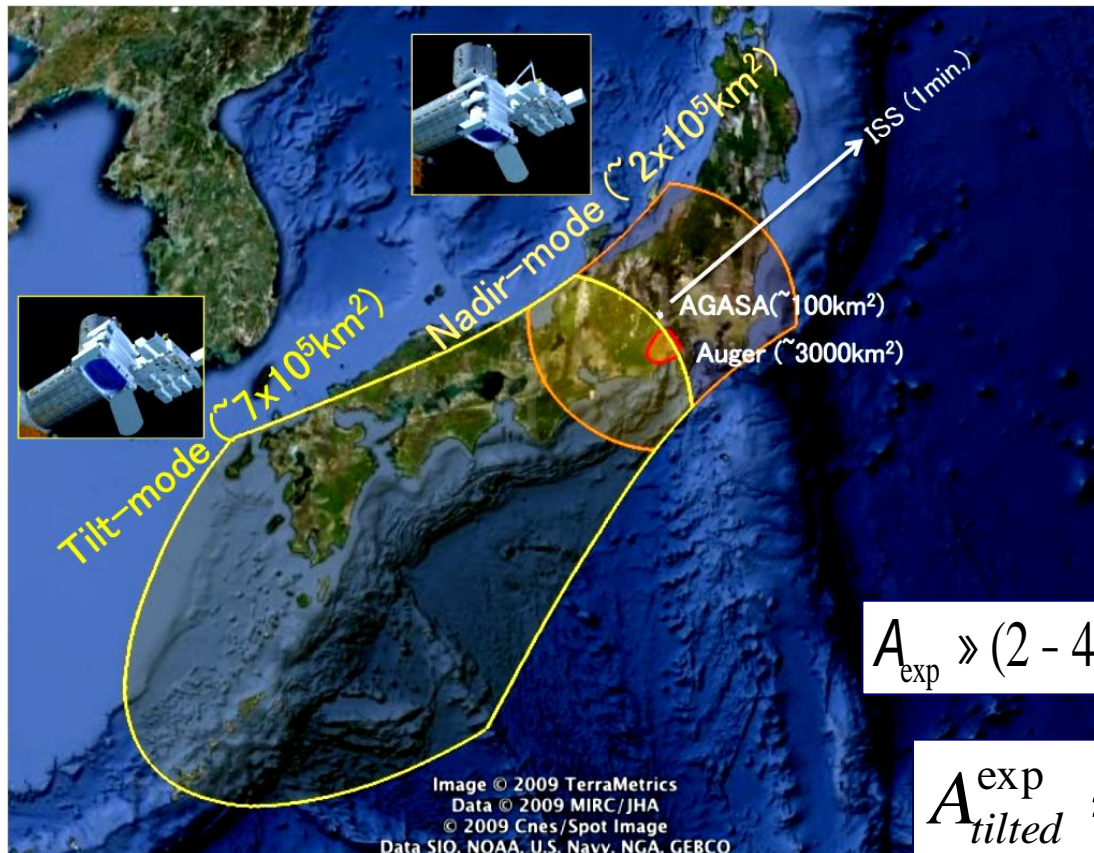 ISS (1min.)
Nadir-mode (~2x10⁵km²)
Tilt-mode (~7x10⁵km²)
AGASA(~100km²)
Auger (~3000km²)
A_exp » (2 - 4
A_tilted^exp
Image © 2009 TerraMetrics
Data © 2009 MIRC/JHA
© 2009 Cnes/Spot Image
Data SIO, NOAA, U.S. Navy, NGA, GEBCO